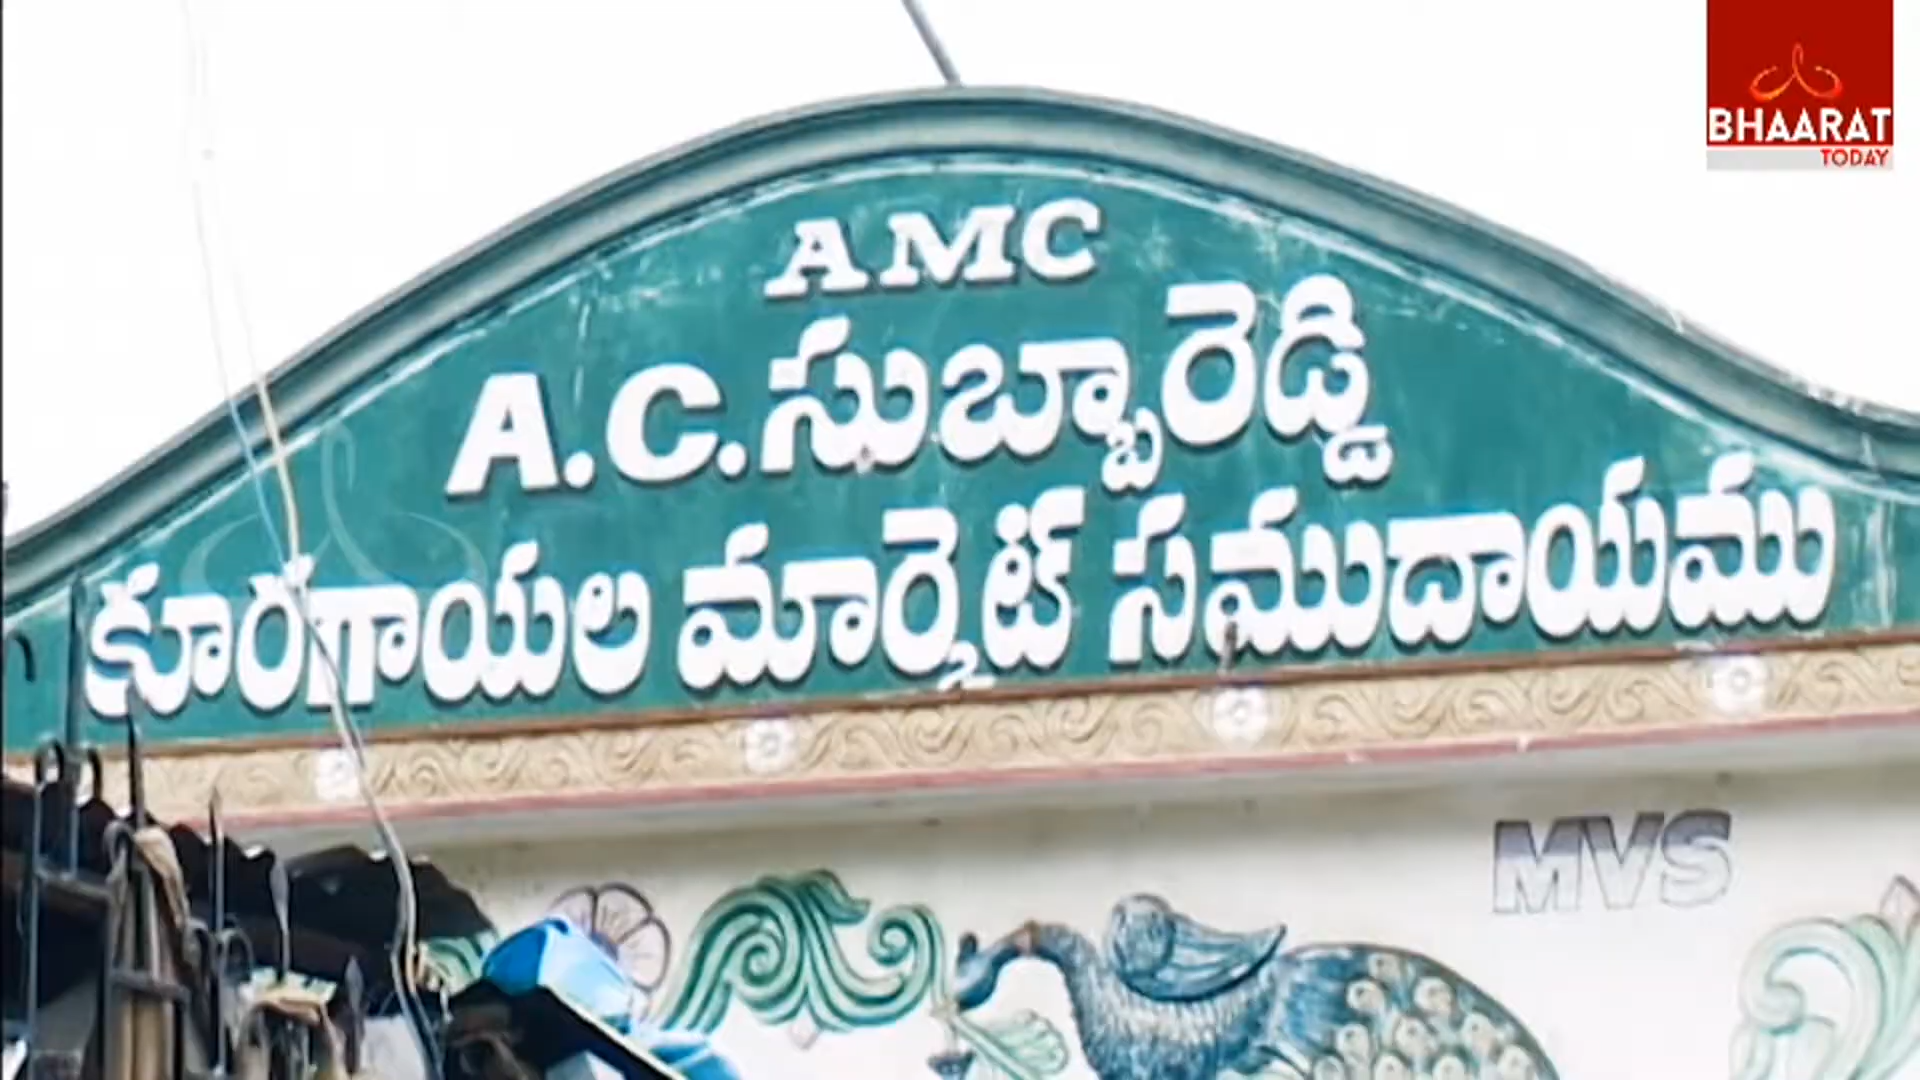 BHAARAT
TODAY
AMC
A.C.సుబ్బారెడ్డి
కూరగాయల మార్కెట్ సముదాయము
MVS